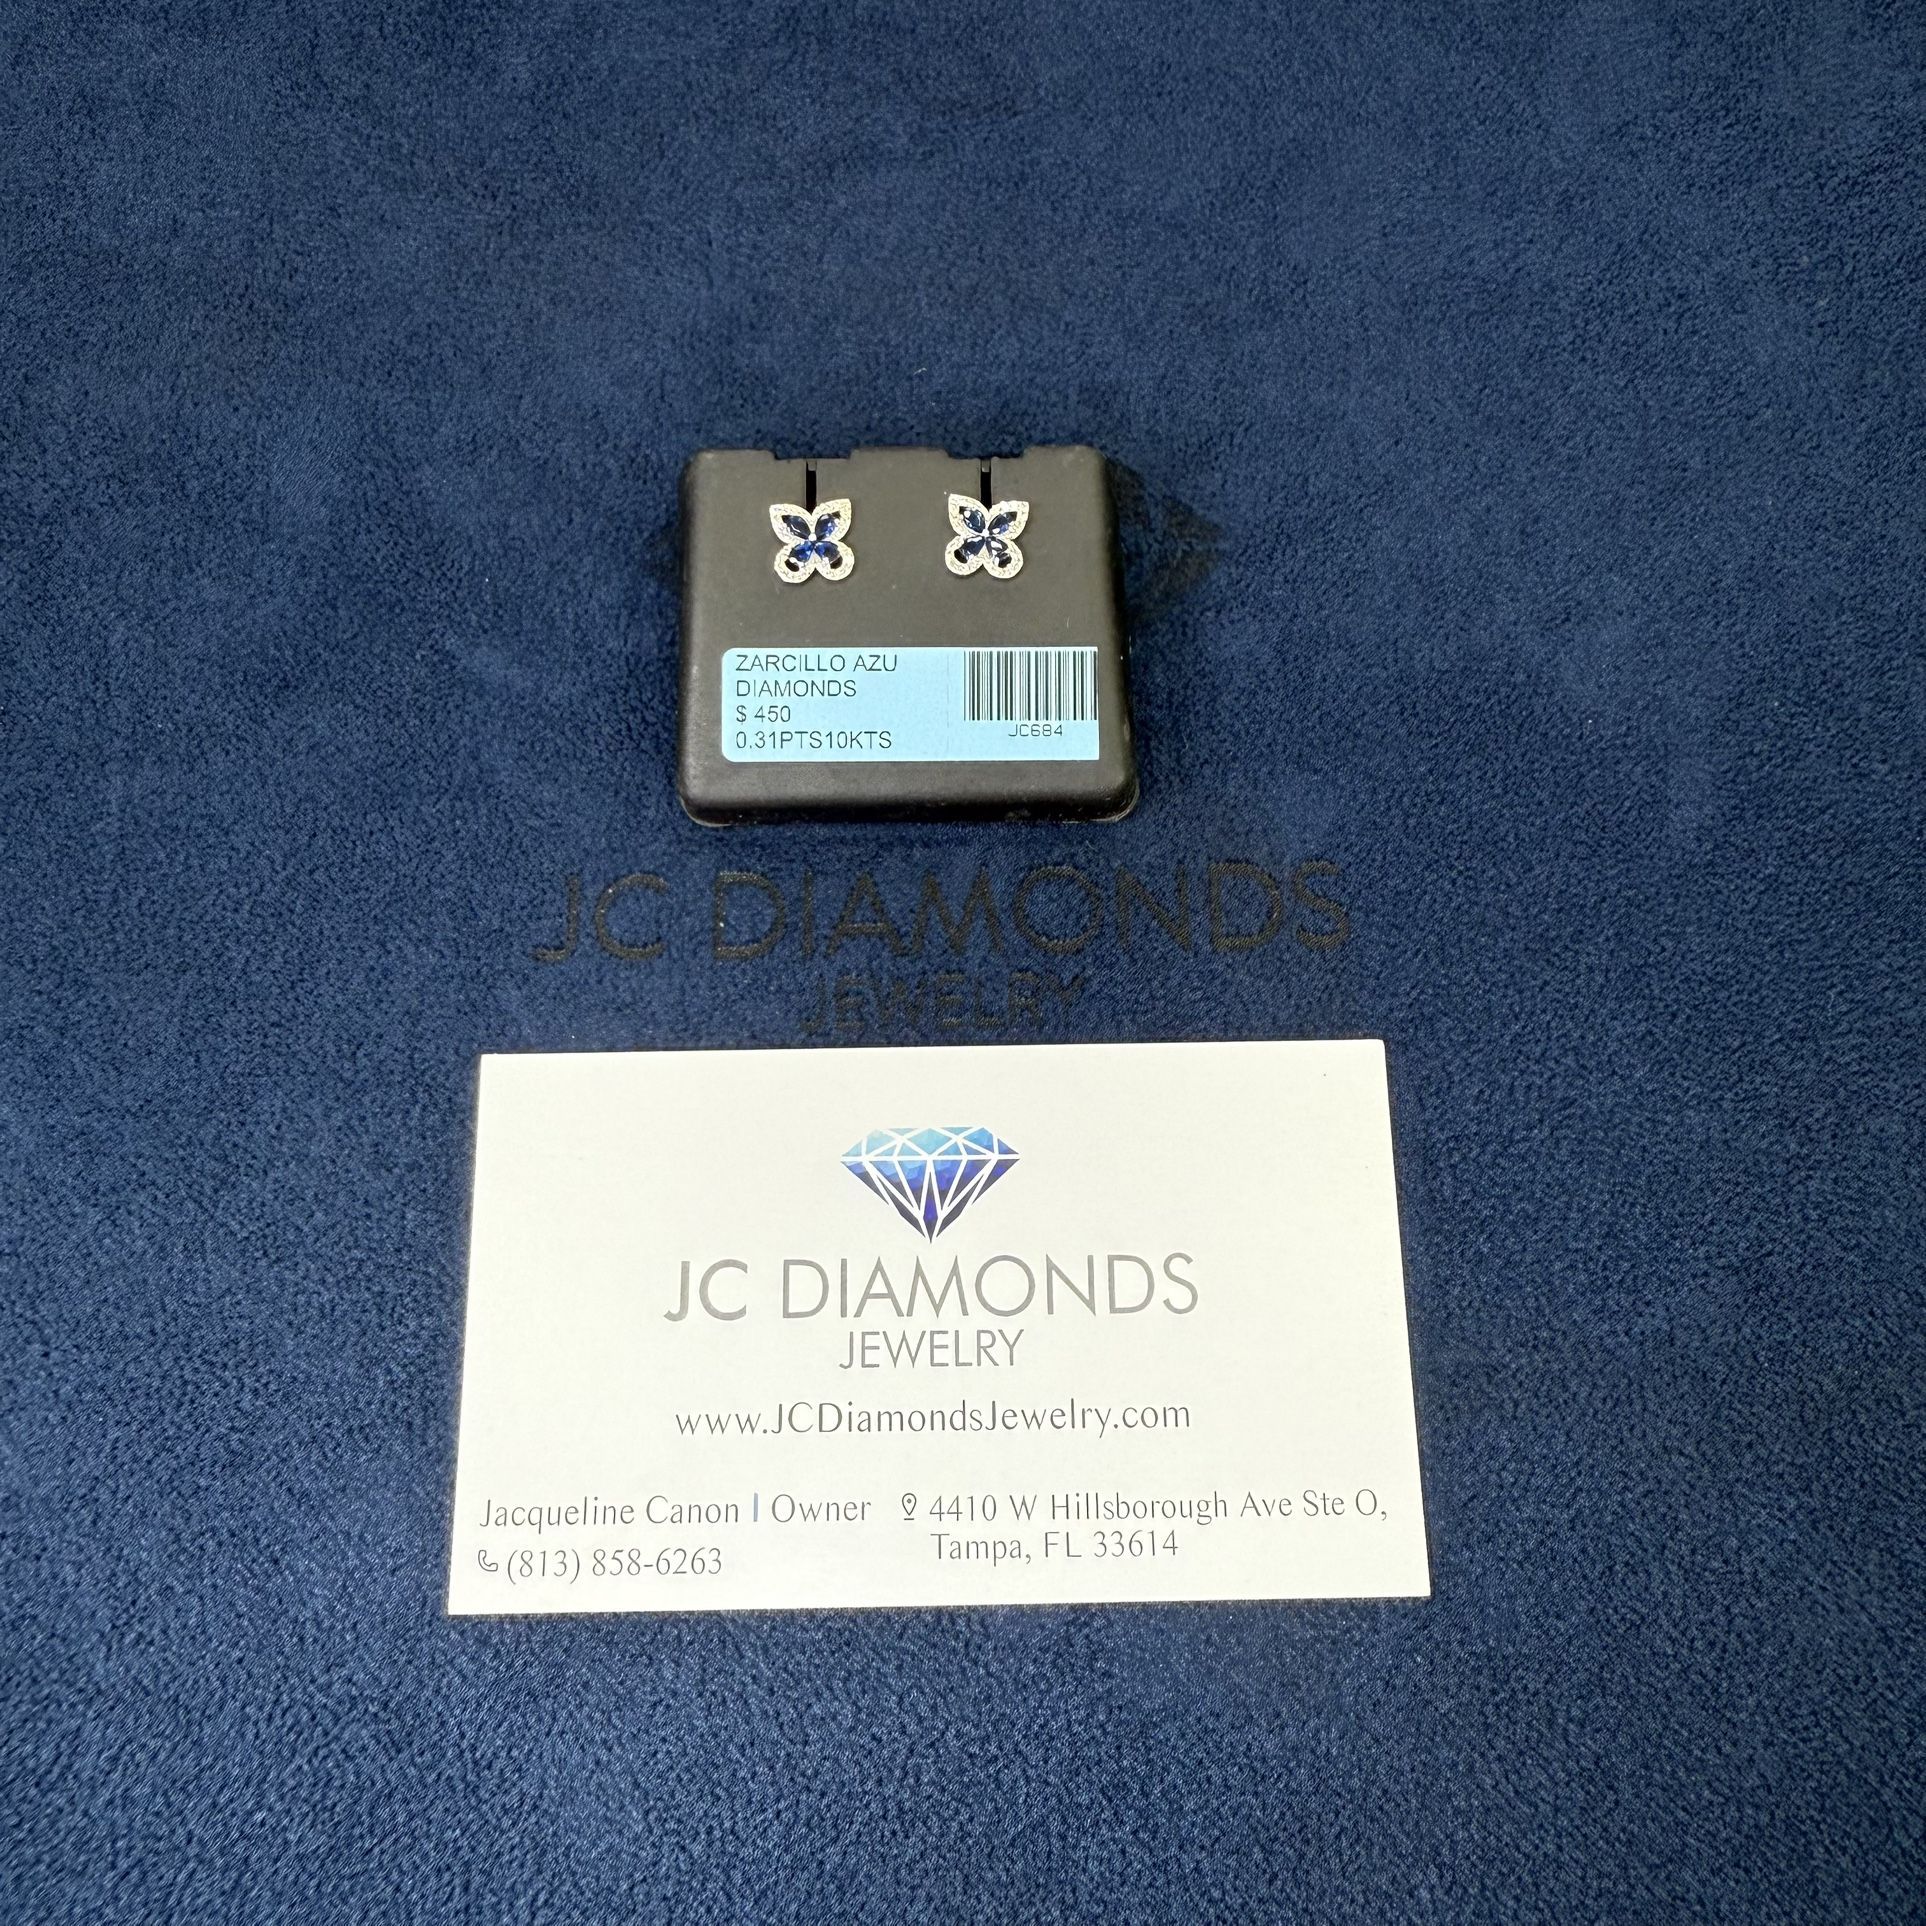 ZARCILLO AZU
DIAMONDS
$ 450
0.31PTS10KTS
JC684
JC DIAMONDS
JEWELRY
JC DIAMONDS
JEWELRY
www.JCDiamondsJewelry.com
Jacqueline Canon | Owner
(813) 858-6263
4410 W Hillsborough Ave Ste O,
Tampa, FL 33614